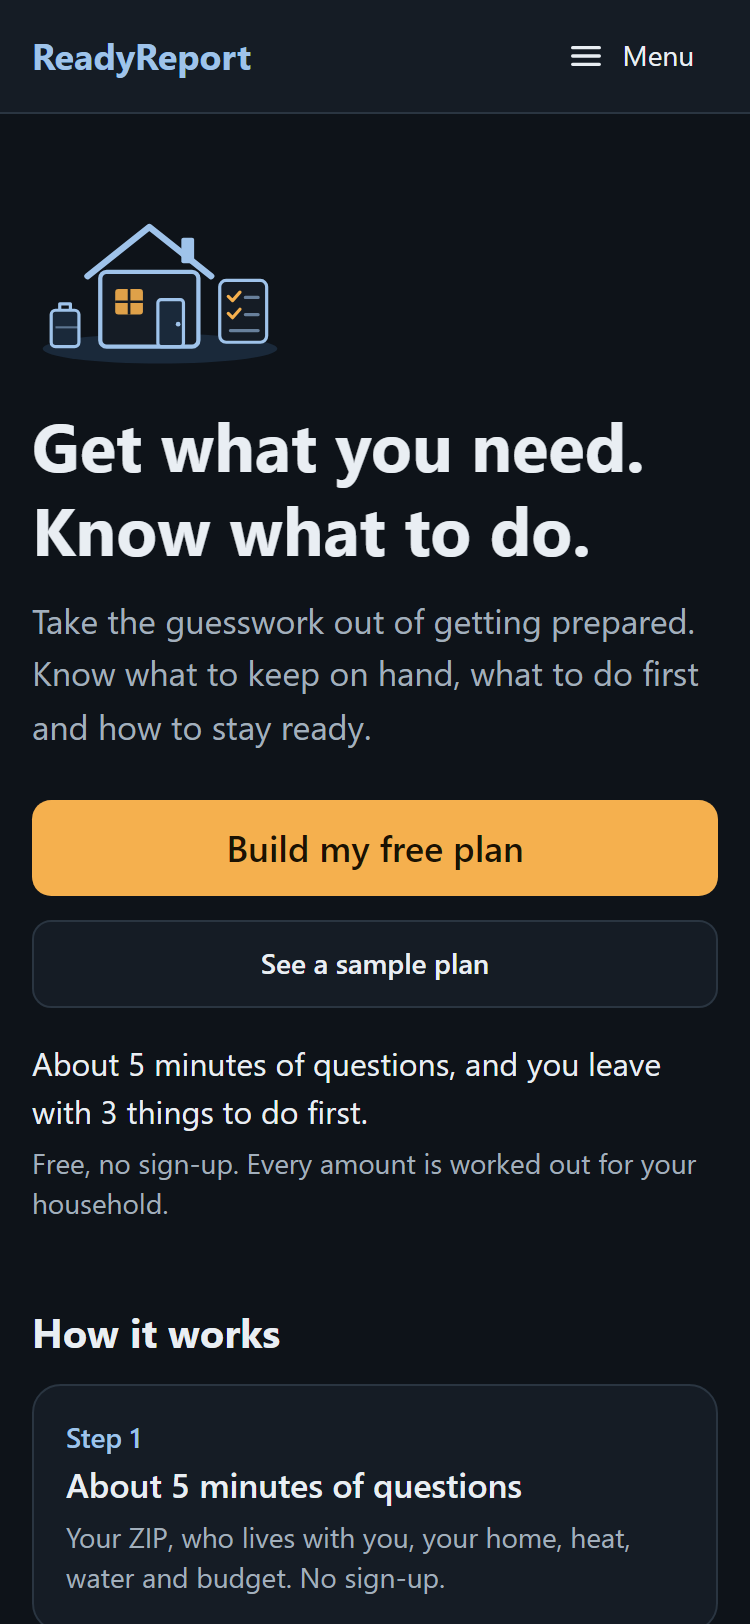 ReadyReport
Menu
Get what you need.
Know what to do.
Take the guesswork out of getting prepared.
Know what to keep on hand, what to do first
and how to stay ready.
Build my free plan
See a sample plan
About 5 minutes of questions, and you leave
with 3 things to do first.
Free, no sign-up. Every amount is worked out for your
household.
How it works
Step 1
About 5 minutes of questions
Your ZIP, who lives with you, your home, heat,
water and budget. No sign-up.